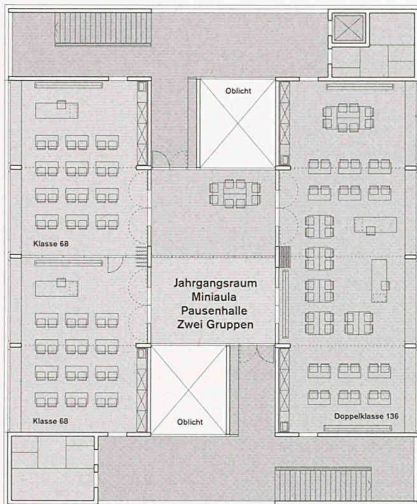 Oblicht
Klasse 68
Jahrgangsraum
Miniaula
Pausenhalle
Zwei Gruppen
Klasse 68
Oblicht
Doppelklasse 136